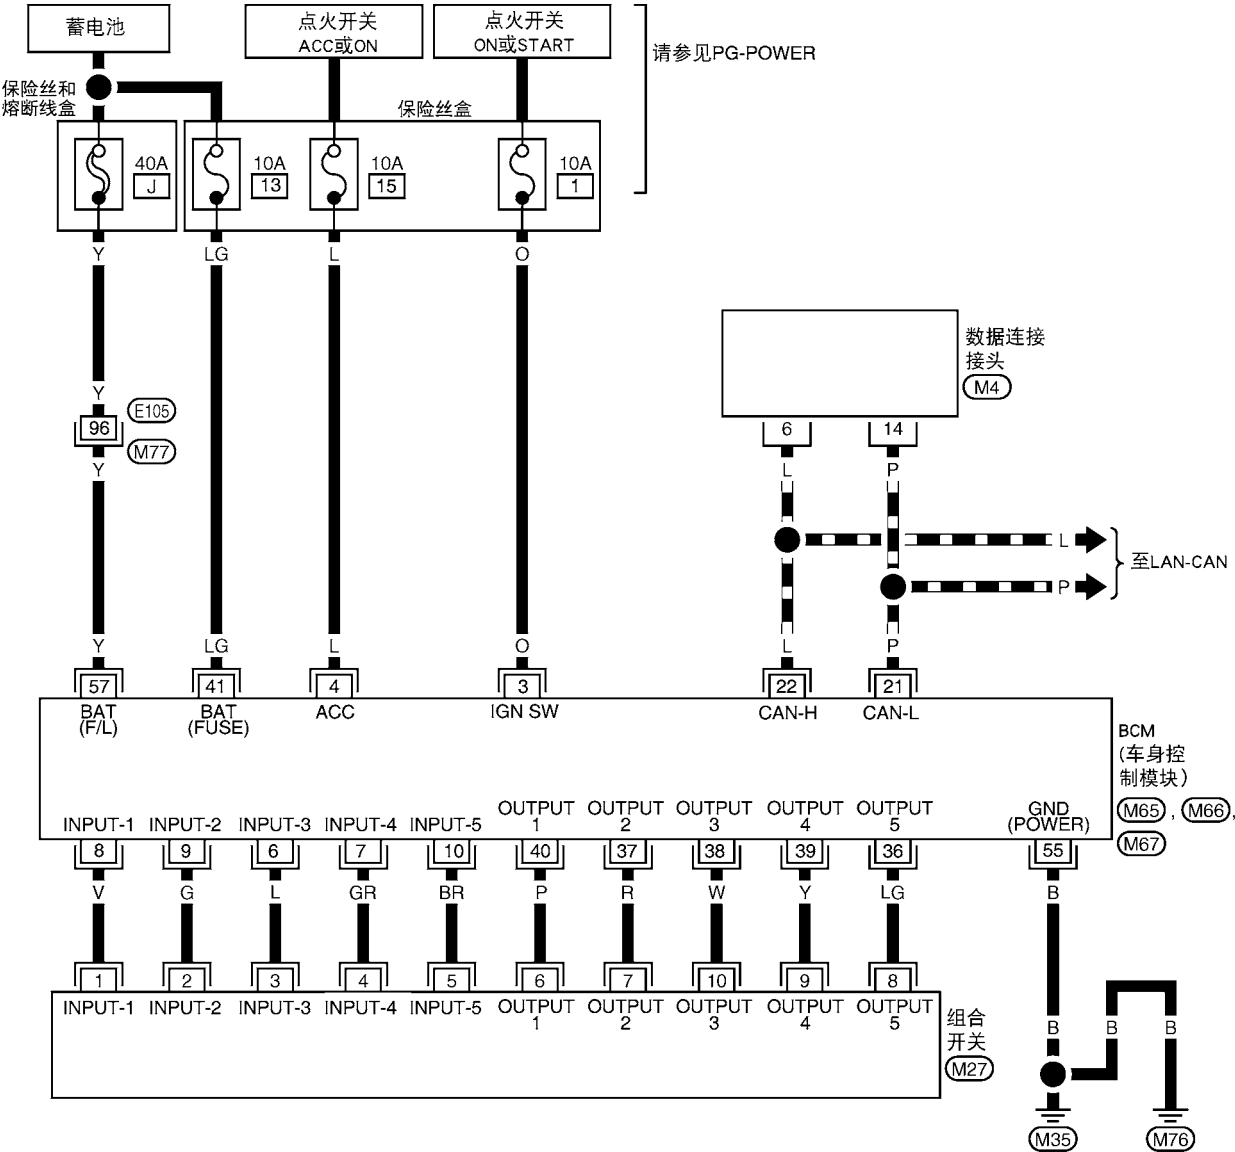 蓄电池
点火开关
ACC或ON
点火开关
ON或START
请参见PG-POWER
保险丝和
熔断线盒
保险丝盒
40A
J
10A
13
10A
15
10A
1
Y LG L O
Y
96
E105
M77
Y
数据连接
接头
M4
6 14
L P
L
P
至LAN-CAN
Y LG L O L P
57 41 4 3 22 21
BAT
(F/L)
BAT
(FUSE)
ACC
IGN SW
CAN-H
CAN-L
BCM
(车身控
制模块)
M65, M66,
M67
INPUT-1
INPUT-2
INPUT-3
INPUT-4
INPUT-5
OUTPUT
1
OUTPUT
2
OUTPUT
3
OUTPUT
4
OUTPUT
5
GND
(POWER)
8 9 6 7 10 40 37 38 39 36 55
V G L GR BR P R W Y LG B
1 2 3 4 5 6 7 10 9 8
INPUT-1
INPUT-2
INPUT-3
INPUT-4
INPUT-5
OUTPUT
1
OUTPUT
2
OUTPUT
3
OUTPUT
4
OUTPUT
5
组合
开关
M27
B B B
M35
M76